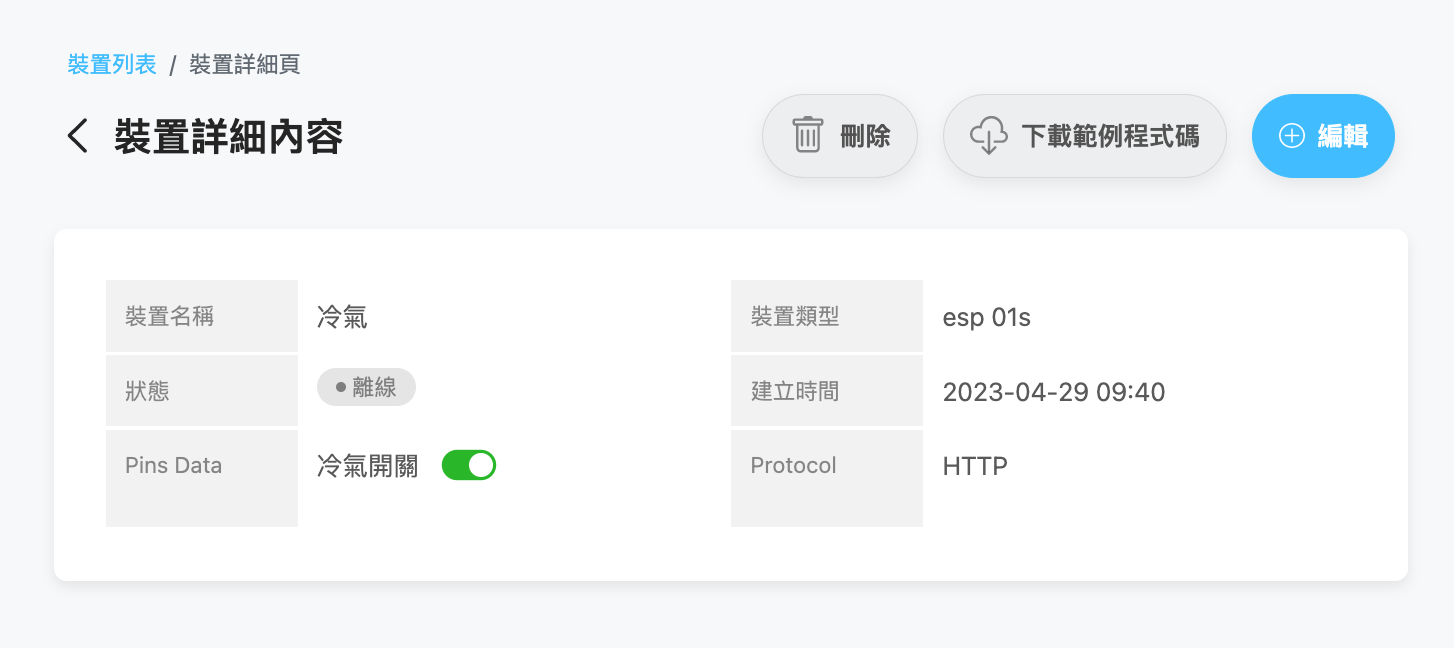 裝置列表 / 裝置詳細頁
裝置詳細內容
刪除
下載範例程式碼
編輯
裝置名稱 冷氣
裝置類型 esp 01s
狀態 離線
建立時間 2023-04-29 09:40
Pins Data 冷氣開關
Protocol HTTP